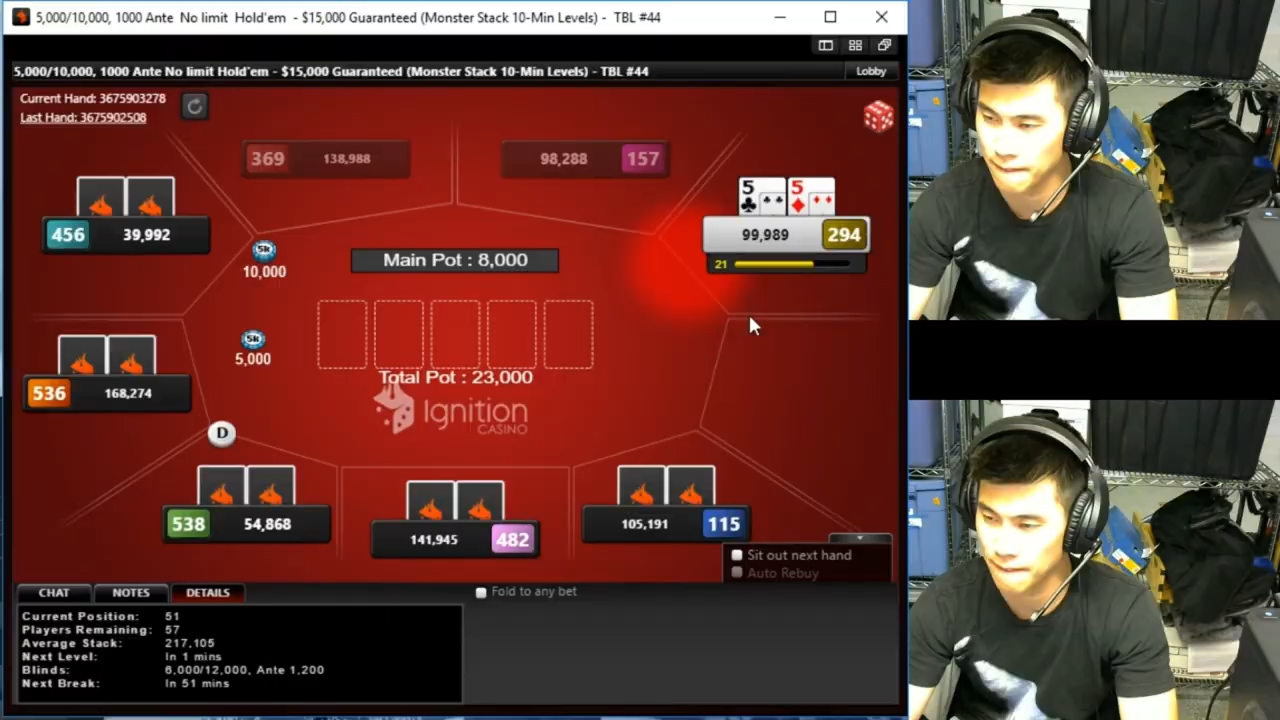 5,000/10,000, 1000 Ante No limit Hold'em - $15,000 Guaranteed (Monster Stack 10-Min Levels) - TBL #44
5,000/10,000, 1000 Ante No limit Hold'em - $15,000 Guaranteed (Monster Stack 10-Min Levels) - TBL #44
Lobby
Current Hand: 3675903278
Last Hand: 3675902508
369 138,988
98,288 157
5 5
456 39,992
99,989 294
21
5K
10,000
Main Pot : 8,000
5K
5,000
Total Pot : 23,000
Ignition
CASINO
536 168,274
D
538 54,868
141,945 482
105,191 115
Sit out next hand
Auto Rebuy
CHAT NOTES DETAILS
Fold to any bet
Current Position: 51
Players Remaining: 57
Average Stack: 217,105
Next Level: In 1 mins
Blinds: 6,000/12,000, Ante 1,200
Next Break: In 51 mins